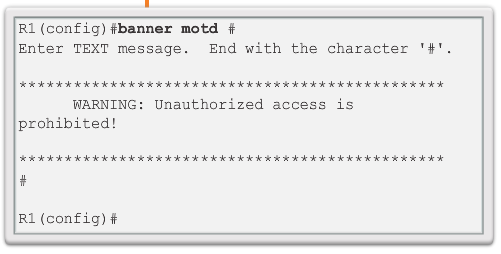 R1(config)#banner motd #
Enter TEXT message.  End with the character '#'.
***********************************************
      WARNING: Unauthorized access is
prohibited!
***********************************************
#
R1(config)#